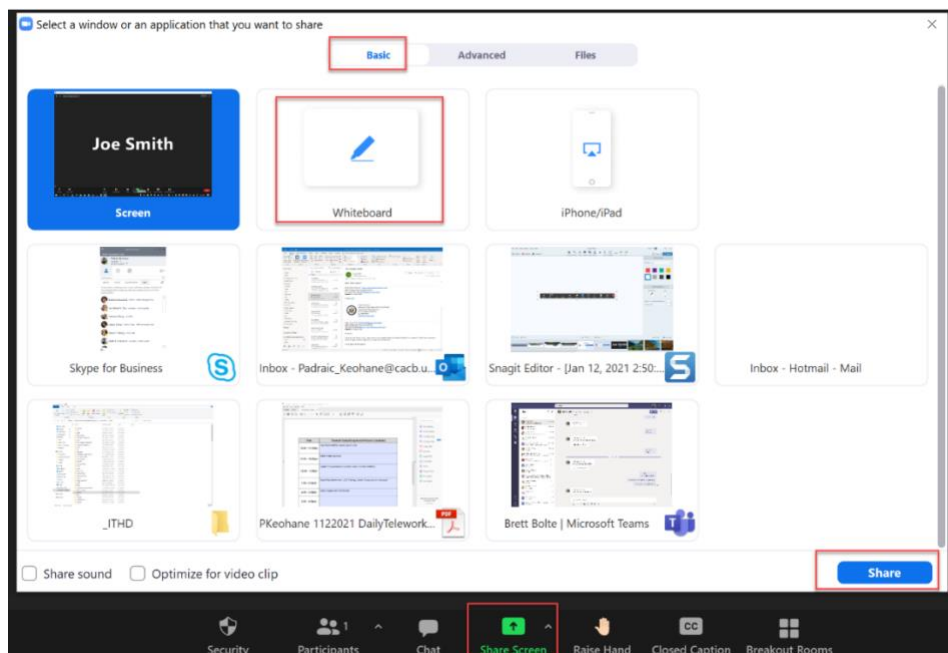 Select a window or an application that you want to share
Basic
Advanced
Files
Joe Smith
Screen
Whiteboard
iPhone/iPad
Skype for Business
Inbox - Padraic_Keohane@cacb.u...
Snagit Editor - [Jan 12, 2021 2:50:...
Inbox - Hotmail - Mail
_ITHD
PKeohane 1122021 DailyTelework...
PDF
Brett Bolte | Microsoft Teams
Share sound
Optimize for video clip
Share
1
CC
Security
Participants
Chat
Share Screen
Raise Hand
Closed Caption
Breakout Rooms